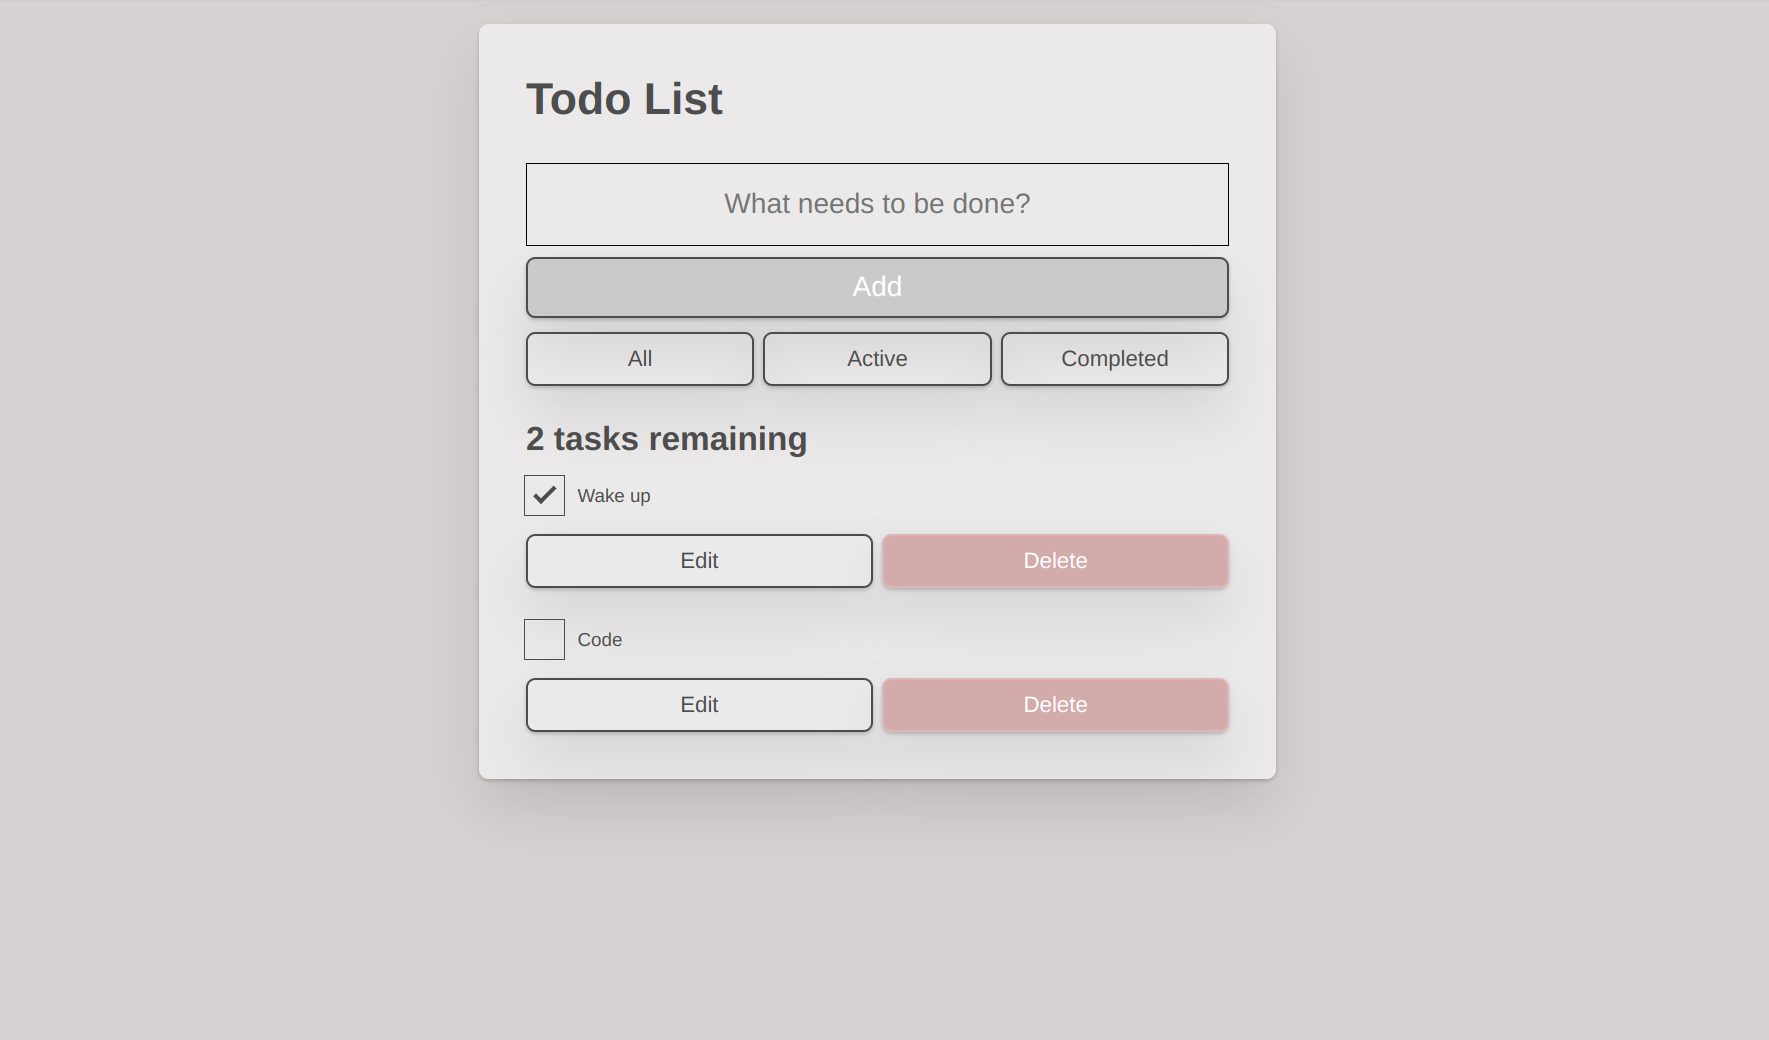 Todo List
What needs to be done?
Add
All Active Completed
2 tasks remaining
Wake up
Edit Delete
Code
Edit Delete